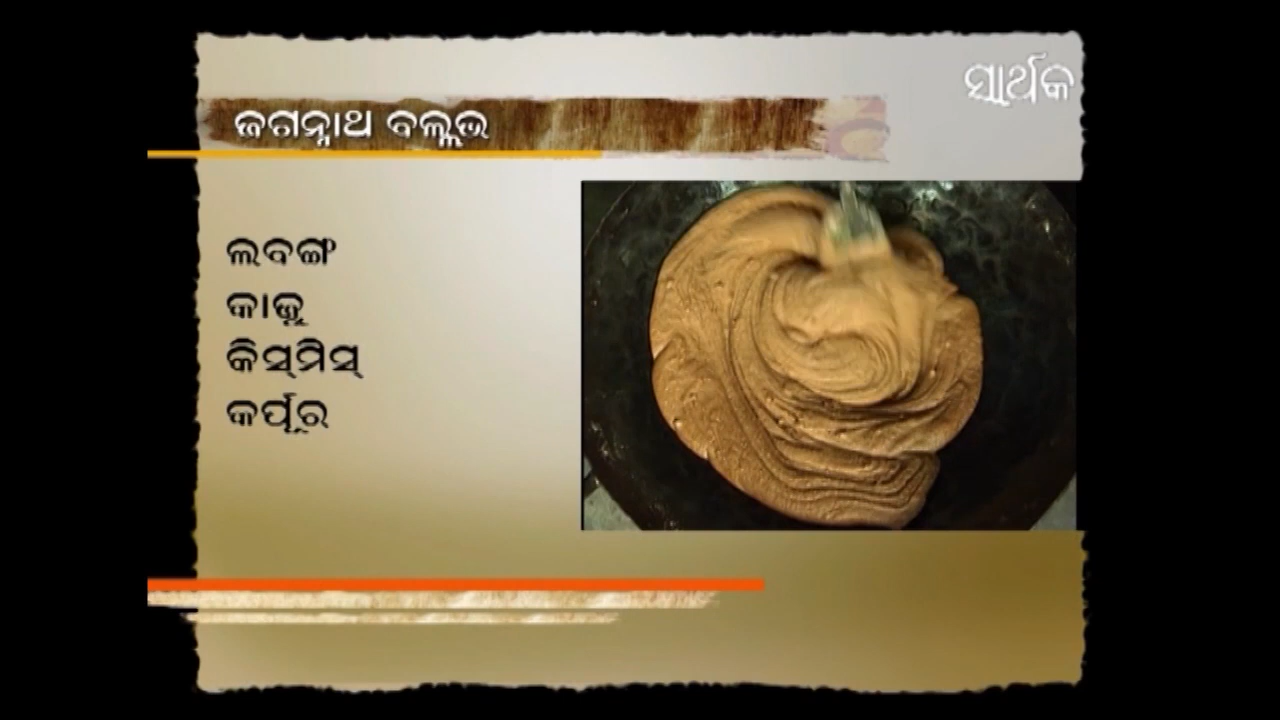 ସାର୍ଥକ
ଜଗନ୍ନାଥ ବଲ୍ଲଭ
ଲବଙ୍ଗ
କାଜୁ
କିସ୍‌ମିସ୍
କର୍ପୂର